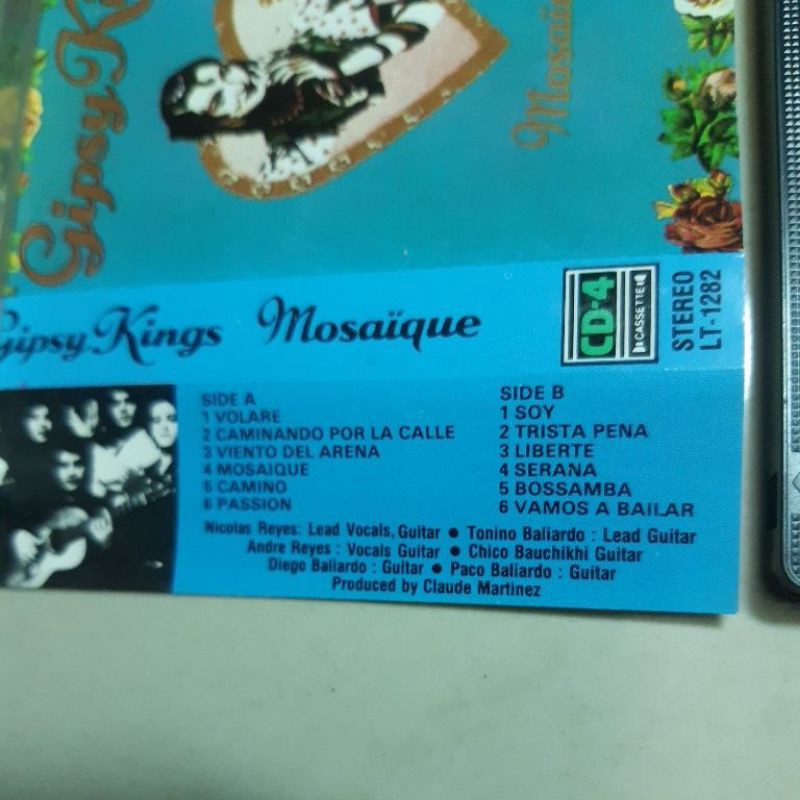 Gipsy Ki
Mosaï
Gipsy Kings Mosaïque
CD-4
CASSETTE
STEREO
LT-1282
SIDE A
1 VOLARE
2 CAMINANDO POR LA CALLE
3 VIENTO DEL ARENA
4 MOSAIQUE
5 CAMINO
6 PASSION
SIDE B
1 SOY
2 TRISTA PENA
3 LIBERTE
4 SERANA
5 BOSSAMBA
6 VAMOS A BAILAR
Nicolas Reyes: Lead Vocals, Guitar ● Tonino Baliardo : Lead Guitar
Andre Reyes : Vocals Guitar ● Chico Bauchikhi Guitar
Diego Baliardo : Guitar ● Paco Baliardo : Guitar
Produced by Claude Martinez